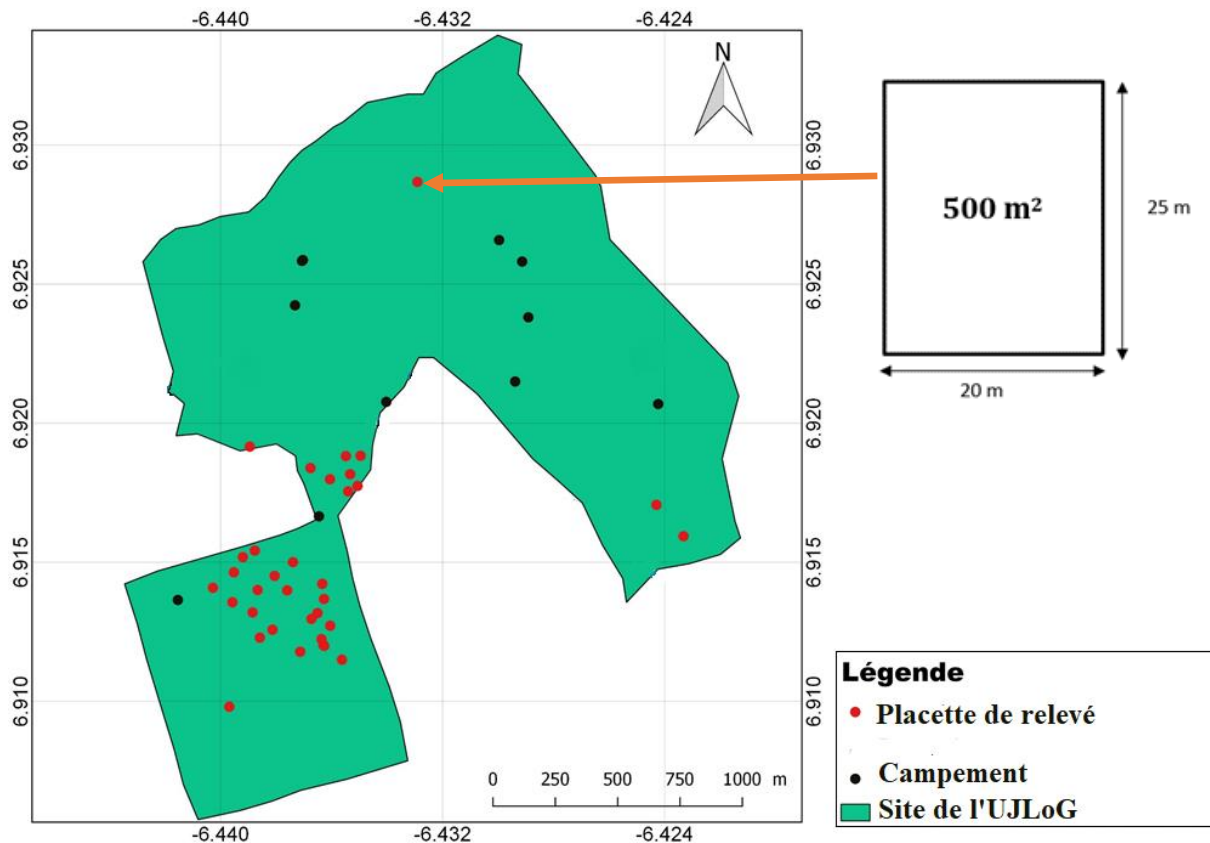 -6.440 -6.432 -6.424
N
6.930 6.930
500 m²
25 m
6.925 6.925
20 m
6.920 6.920
6.915 6.915
Légende
Placette de relevé
6.910 6.910
Campement
0 250 500 750 1000 m
Site de l'UJLoG
-6.440 -6.432 -6.424